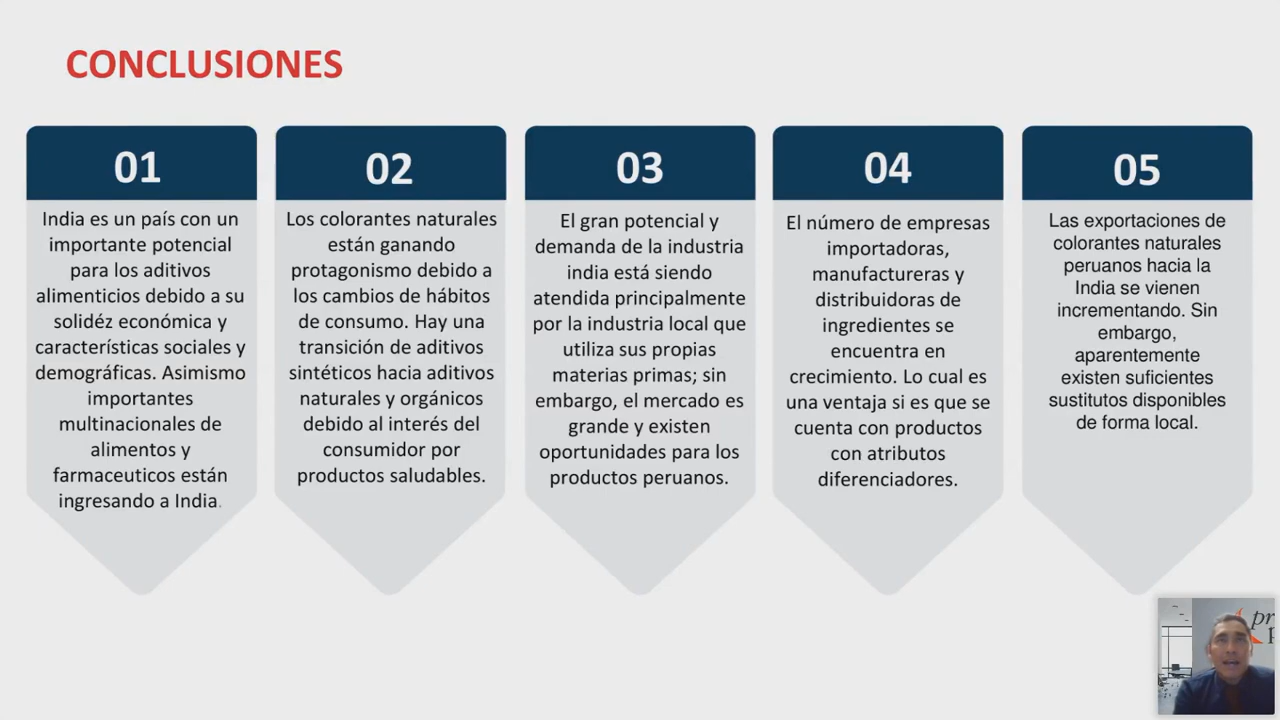 CONCLUSIONES
01
India es un país con un
importante potencial
para los aditivos
alimenticios debido a su
solidéz económica y
características sociales y
demográficas. Asimismo
importantes
multinacionales de
alimentos y
farmaceuticos están
ingresando a India.
02
Los colorantes naturales
están ganando
protagonismo debido a
los cambios de hábitos
de consumo. Hay una
transición de aditivos
sintéticos hacia aditivos
naturales y orgánicos
debido al interés del
consumidor por
productos saludables.
03
El gran potencial y
demanda de la industria
india está siendo
atendida principalmente
por la industria local que
utiliza sus propias
materias primas; sin
embargo, el mercado es
grande y existen
oportunidades para los
productos peruanos.
04
El número de empresas
importadoras,
manufactureras y
distribuidoras de
ingredientes se
encuentra en
crecimiento. Lo cual es
una ventaja si es que se
cuenta con productos
con atributos
diferenciadores.
05
Las exportaciones de
colorantes naturales
peruanos hacia la
India se vienen
incrementando. Sin
embargo,
aparentemente
existen suficientes
sustitutos disponibles
de forma local.